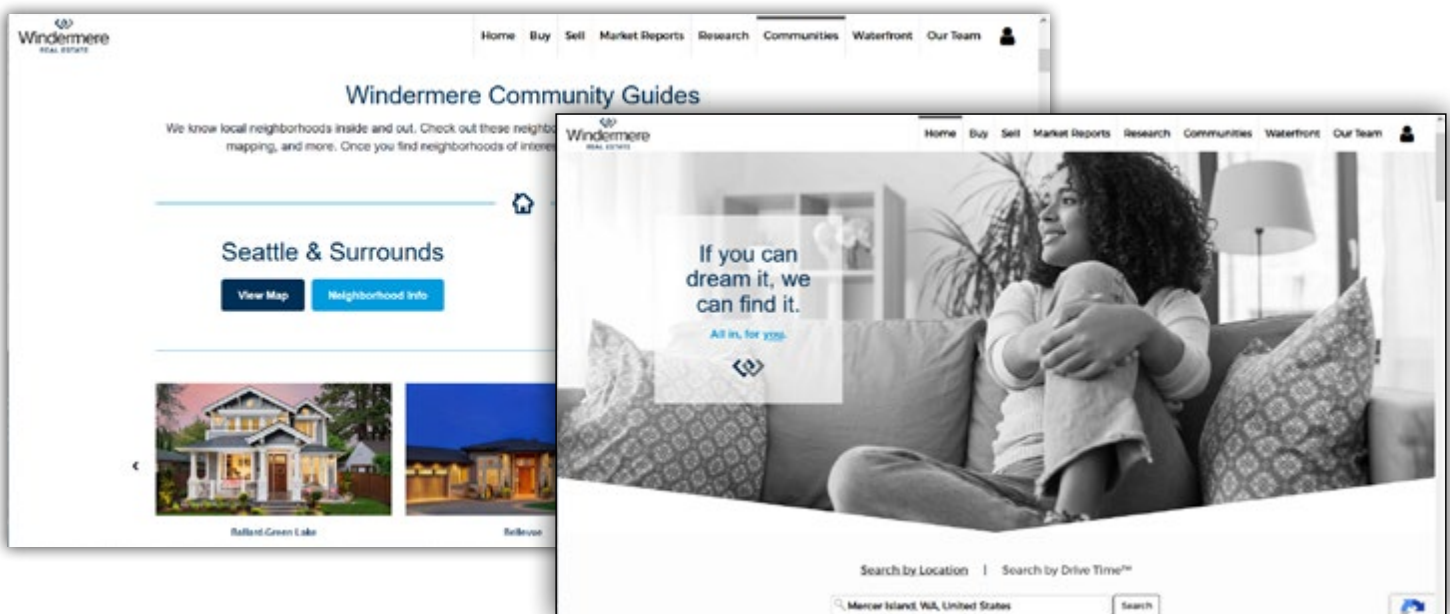 Windermere
REAL ESTATE
Home Buy Sell Market Reports Research Communities Waterfront Our Team
Windermere Community Guides
We know local neighborhoods inside and out. Check out these
mapping, and more. Once you find neighborhoods of
Seattle & Surrounds
View Map Neighborhood Info
Ballard-Green Lake Bellevue
Windermere
REAL ESTATE
Home Buy Sell Market Reports Research Communities Waterfront Our Team
If you can
dream it, we
can find it.
All in, for you.
Search by Location | Search by Drive Time™
Mercer Island, WA, United States Search